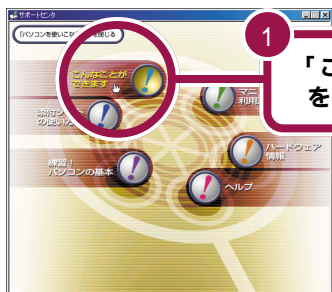 サポートセンタ
「パソコンを使いこな
を閉じる
1
「こ
を
こんなことが
できます
マニ
利用
添付ソ
の使い方
ハードウェア
情報
練習！
パソコンの基本
ヘルプ